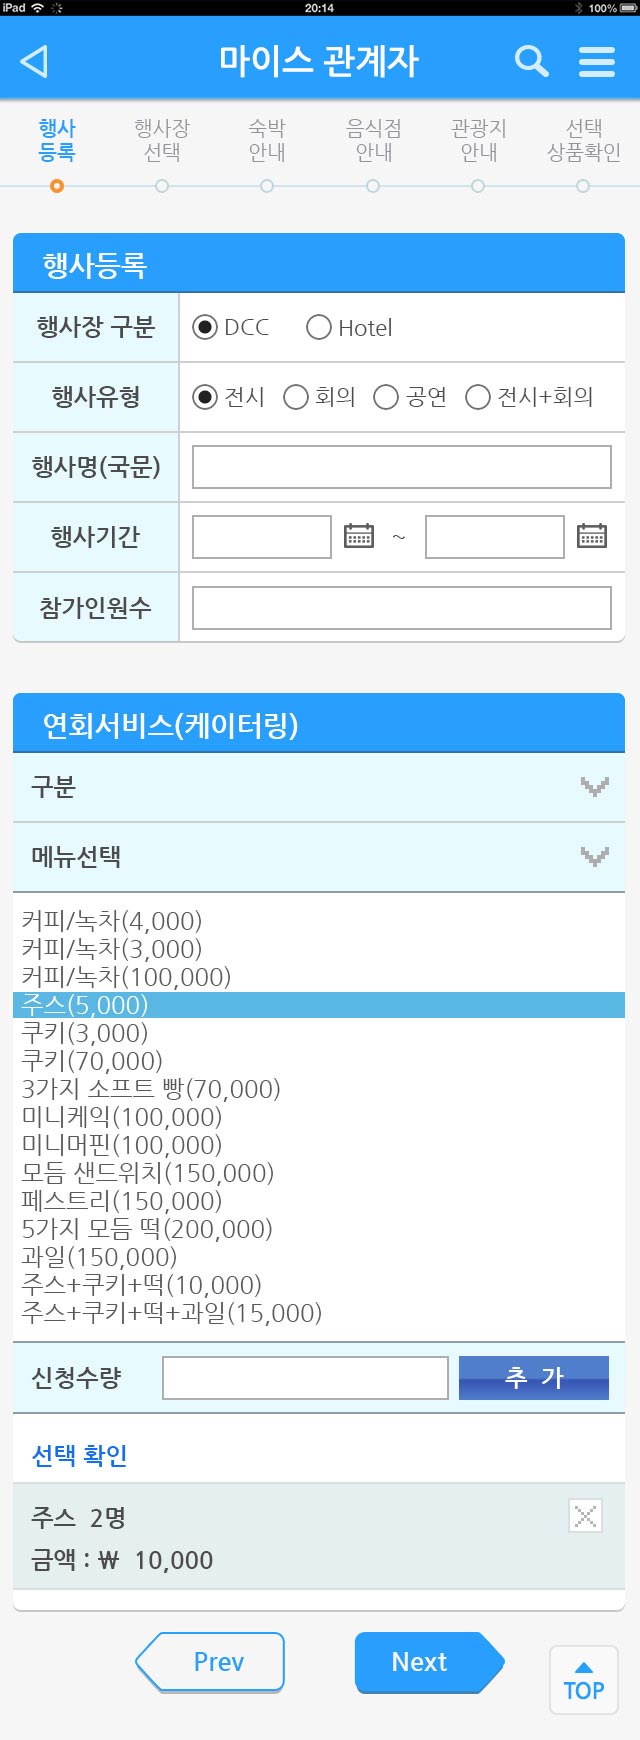 iPad 20:14 100%
마이스 관계자
행사 등록
행사장 선택
숙박 안내
음식점 안내
관광지 안내
선택 상품확인
행사등록
행사장 구분 DCC Hotel
행사유형 전시 회의 공연 전시+회의
행사명(국문)
행사기간 ~
참가인원수
연회서비스(케이터링)
구분
메뉴선택
커피/녹차(4,000)
커피/녹차(3,000)
커피/녹차(100,000)
주스(5,000)
쿠키(3,000)
쿠키(70,000)
3가지 소프트 빵(70,000)
미니케익(100,000)
미니머핀(100,000)
모듬 샌드위치(150,000)
페스트리(150,000)
5가지 모듬 떡(200,000)
과일(150,000)
주스+쿠키+떡(10,000)
주스+쿠키+떡+과일(15,000)
신청수량 추 가
선택 확인
주스 2명
금액 : ₩ 10,000
Prev Next
TOP